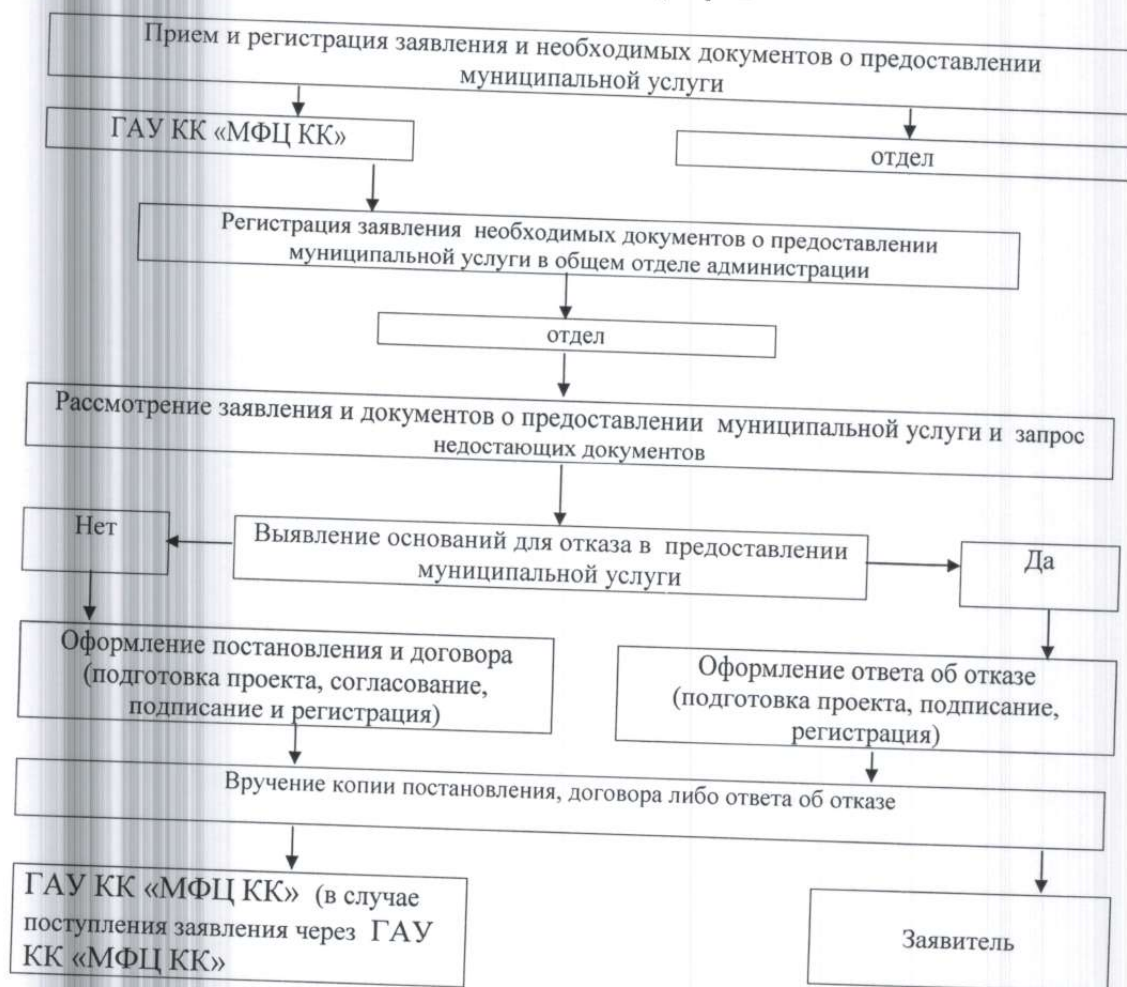 Прием и регистрация заявления и необходимых документов о предоставлении
муниципальной услуги
ГАУ КК «МФЦ КК»
отдел
Регистрация заявления необходимых документов о предоставлении
муниципальной услуги в общем отделе администрации
отдел
Рассмотрение заявления и документов о предоставлении муниципальной услуги и запрос
недостающих документов
Нет
Выявление оснований для отказа в предоставлении
муниципальной услуги
Да
Оформление постановления и договора
(подготовка проекта, согласование,
подписание и регистрация)
Оформление ответа об отказе
(подготовка проекта, подписание,
регистрация)
Вручение копии постановления, договора либо ответа об отказе
ГАУ КК «МФЦ КК» (в случае
поступления заявления через ГАУ
КК «МФЦ КК»
Заявитель